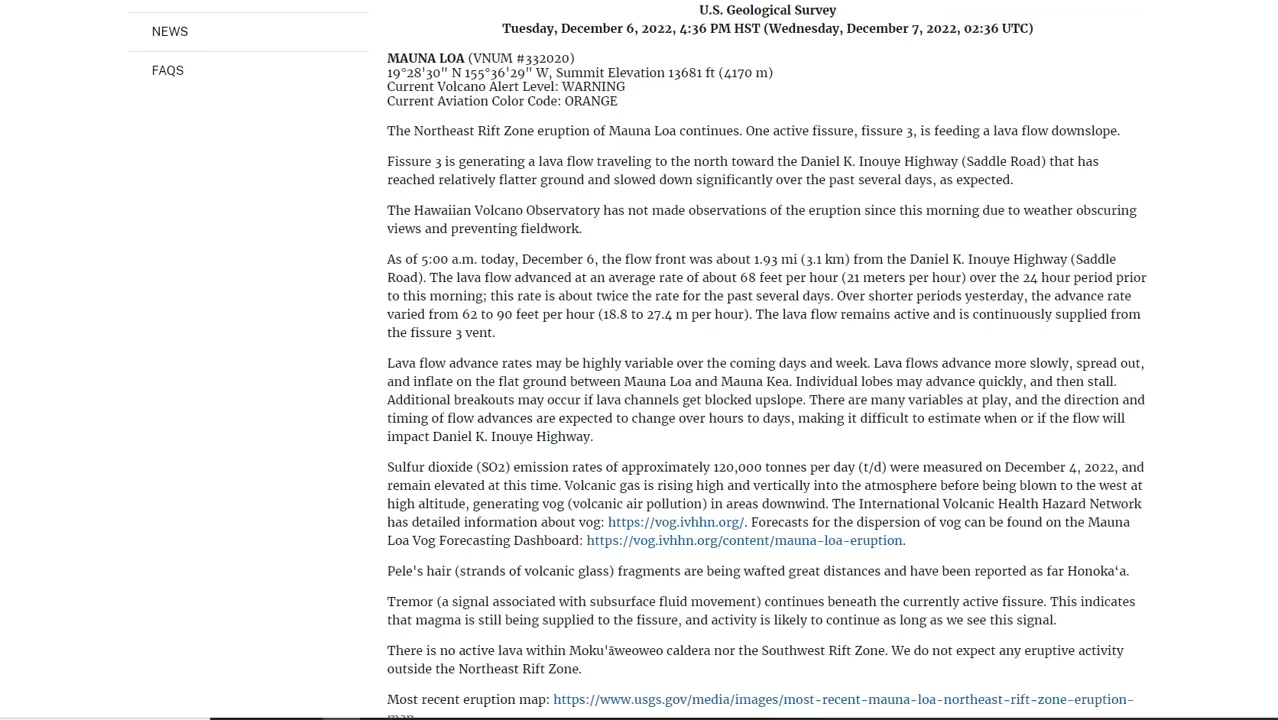 U.S. Geological Survey
Tuesday, December 6, 2022, 4:36 PM HST (Wednesday, December 7, 2022, 02:36 UTC)
NEWS
FAQS
MAUNA LOA (VNUM #332020)
19°28'30" N 155°36'29" W, Summit Elevation 13681 ft (4170 m)
Current Volcano Alert Level: WARNING
Current Aviation Color Code: ORANGE
The Northeast Rift Zone eruption of Mauna Loa continues. One active fissure, fissure 3, is feeding a lava flow downslope.
Fissure 3 is generating a lava flow traveling to the north toward the Daniel K. Inouye Highway (Saddle Road) that has
reached relatively flatter ground and slowed down significantly over the past several days, as expected.
The Hawaiian Volcano Observatory has not made observations of the eruption since this morning due to weather obscuring
views and preventing fieldwork.
As of 5:00 a.m. today, December 6, the flow front was about 1.93 mi (3.1 km) from the Daniel K. Inouye Highway (Saddle
Road). The lava flow advanced at an average rate of about 68 feet per hour (21 meters per hour) over the 24 hour period prior
to this morning; this rate is about twice the rate for the past several days. Over shorter periods yesterday, the advance rate
varied from 62 to 90 feet per hour (18.8 to 27.4 m per hour). The lava flow remains active and is continuously supplied from
the fissure 3 vent.
Lava flow advance rates may be highly variable over the coming days and week. Lava flows advance more slowly, spread out,
and inflate on the flat ground between Mauna Loa and Mauna Kea. Individual lobes may advance quickly, and then stall.
Additional breakouts may occur if lava channels get blocked upslope. There are many variables at play, and the direction and
timing of flow advances are expected to change over hours to days, making it difficult to estimate when or if the flow will
impact Daniel K. Inouye Highway.
Sulfur dioxide (SO2) emission rates of approximately 120,000 tonnes per day (t/d) were measured on December 4, 2022, and
remain elevated at this time. Volcanic gas is rising high and vertically into the atmosphere before being blown to the west at
high altitude, generating vog (volcanic air pollution) in areas downwind. The International Volcanic Health Hazard Network
has detailed information about vog: https://vog.ivhhn.org/. Forecasts for the dispersion of vog can be found on the Mauna
Loa Vog Forecasting Dashboard: https://vog.ivhhn.org/content/mauna-loa-eruption.
Pele's hair (strands of volcanic glass) fragments are being wafted great distances and have been reported as far Honokaʻa.
Tremor (a signal associated with subsurface fluid movement) continues beneath the currently active fissure. This indicates
that magma is still being supplied to the fissure, and activity is likely to continue as long as we see this signal.
There is no active lava within Moku'āweoweo caldera nor the Southwest Rift Zone. We do not expect any eruptive activity
outside the Northeast Rift Zone.
Most recent eruption map: https://www.usgs.gov/media/images/most-recent-mauna-loa-northeast-rift-zone-eruption-
map